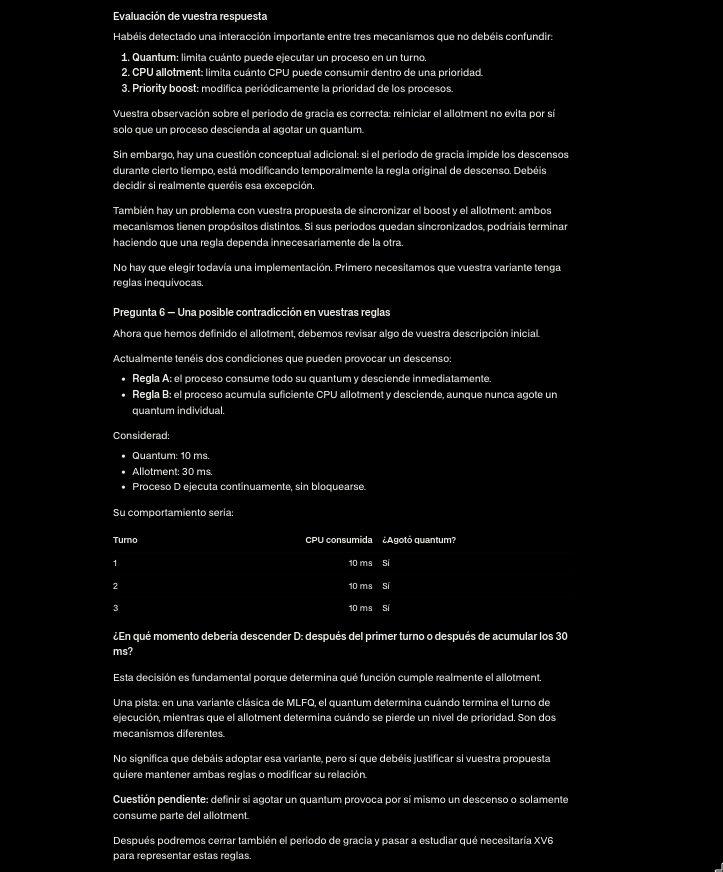 Evaluación de vuestra respuesta
Habéis detectado una interacción importante entre tres mecanismos que no debéis confundir:
1. Quantum: limita cuánto puede ejecutar un proceso en un turno.
2. CPU allotment: limita cuánto CPU puede consumir dentro de una prioridad.
3. Priority boost: modifica periódicamente la prioridad de los procesos.
Vuestra observación sobre el periodo de gracia es correcta: reiniciar el allotment no evita por sí
solo que un proceso descienda al agotar un quantum.
Sin embargo, hay una cuestión conceptual adicional: si el periodo de gracia impide los descensos
durante cierto tiempo, está modificando temporalmente la regla original de descenso. Debéis
decidir si realmente queréis esa excepción.
También hay un problema con vuestra propuesta de sincronizar el boost y el allotment: ambos
mecanismos tienen propósitos distintos. Si sus periodos quedan sincronizados, podríais terminar
haciendo que una regla dependa innecesariamente de la otra.
No hay que elegir todavía una implementación. Primero necesitamos que vuestra variante tenga
reglas inequívocas.
Pregunta 6 — Una posible contradicción en vuestras reglas
Ahora que hemos definido el allotment, debemos revisar algo de vuestra descripción inicial.
Actualmente tenéis dos condiciones que pueden provocar un descenso:
• Regla A: el proceso consume todo su quantum y desciende inmediatamente.
• Regla B: el proceso acumula suficiente CPU allotment y desciende, aunque nunca agote un
quantum individual.
Considerad:
• Quantum: 10 ms.
• Allotment: 30 ms.
• Proceso D ejecuta continuamente, sin bloquearse.
Su comportamiento sería:
Turno CPU consumida ¿Agotó quantum?
1 10 ms Sí
2 10 ms Sí
3 10 ms Sí
¿En qué momento debería descender D: después del primer turno o después de acumular los 30
ms?
Esta decisión es fundamental porque determina qué función cumple realmente el allotment.
Una pista: en una variante clásica de MLFQ, el quantum determina cuándo termina el turno de
ejecución, mientras que el allotment determina cuándo se pierde un nivel de prioridad. Son dos
mecanismos diferentes.
No significa que debáis adoptar esa variante, pero sí que debéis justificar si vuestra propuesta
quiere mantener ambas reglas o modificar su relación.
Cuestión pendiente: definir si agotar un quantum provoca por sí mismo un descenso o solamente
consume parte del allotment.
Después podremos cerrar también el periodo de gracia y pasar a estudiar qué necesitaría XV6
para representar estas reglas.